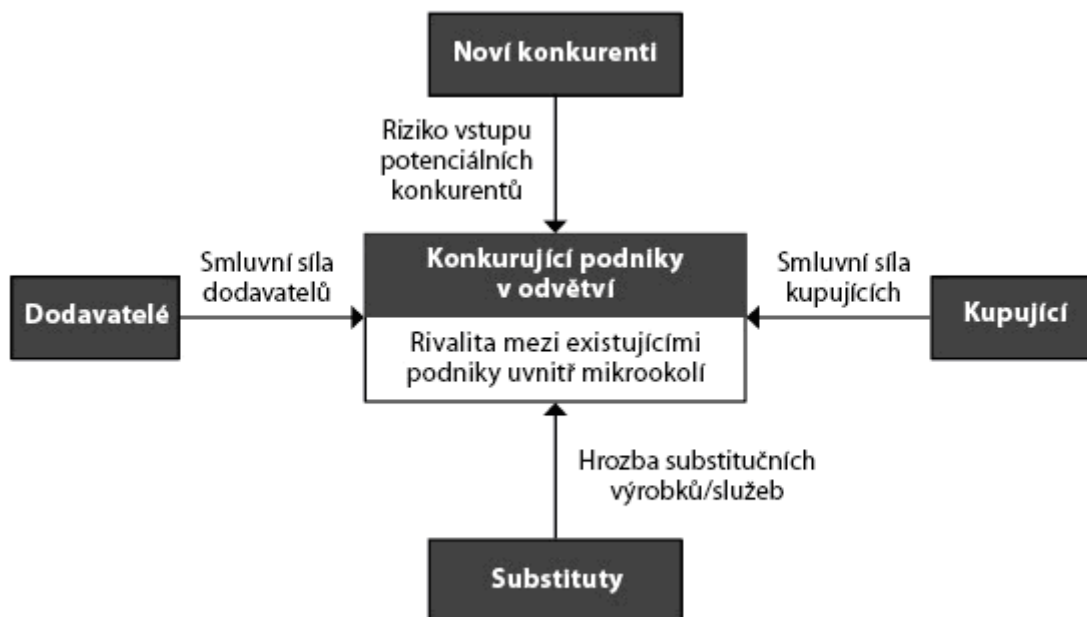 Noví konkurenti
Riziko vstupu
potenciálních
konkurentů
Smluvní síla
dodavatelů
Dodavatelé
Konkurující podniky
v odvětví
Rivalita mezi existujícími
podniky uvnitř mikrookolí
Smluvní síla
kupujících
Kupující
Hrozba substitučních
výrobků/služeb
Substituty